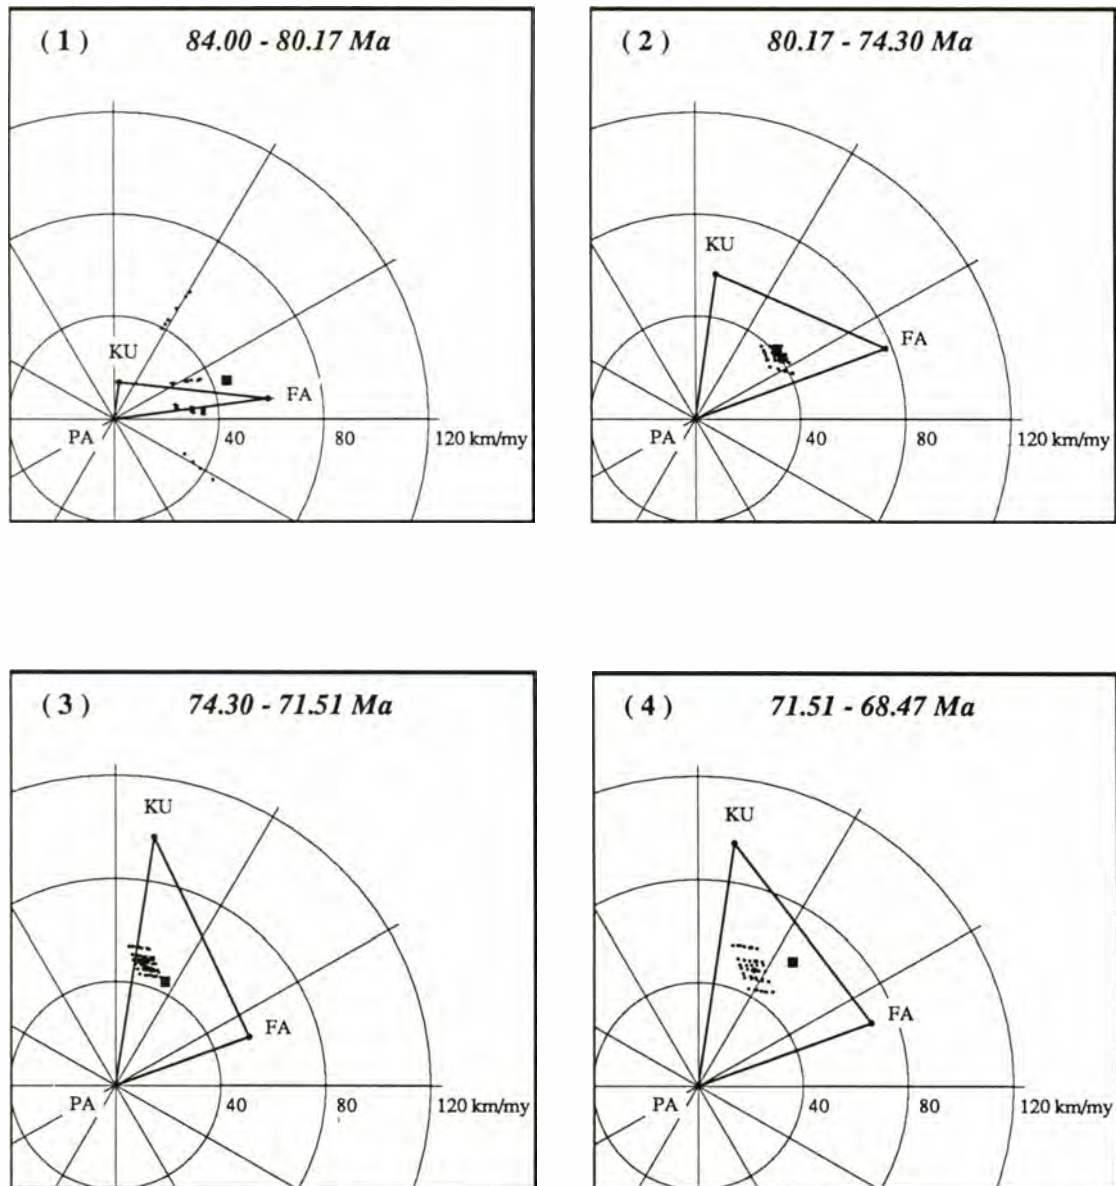 ( 1 ) 84.00 - 80.17 Ma
KU
FA
PA 40 80 120 km/my
( 2 ) 80.17 - 74.30 Ma
KU
FA
PA 40 80 120 km/my
( 3 ) 74.30 - 71.51 Ma
KU
FA
PA 40 80 120 km/my
( 4 ) 71.51 - 68.47 Ma
KU
FA
PA 40 80 120 km/my